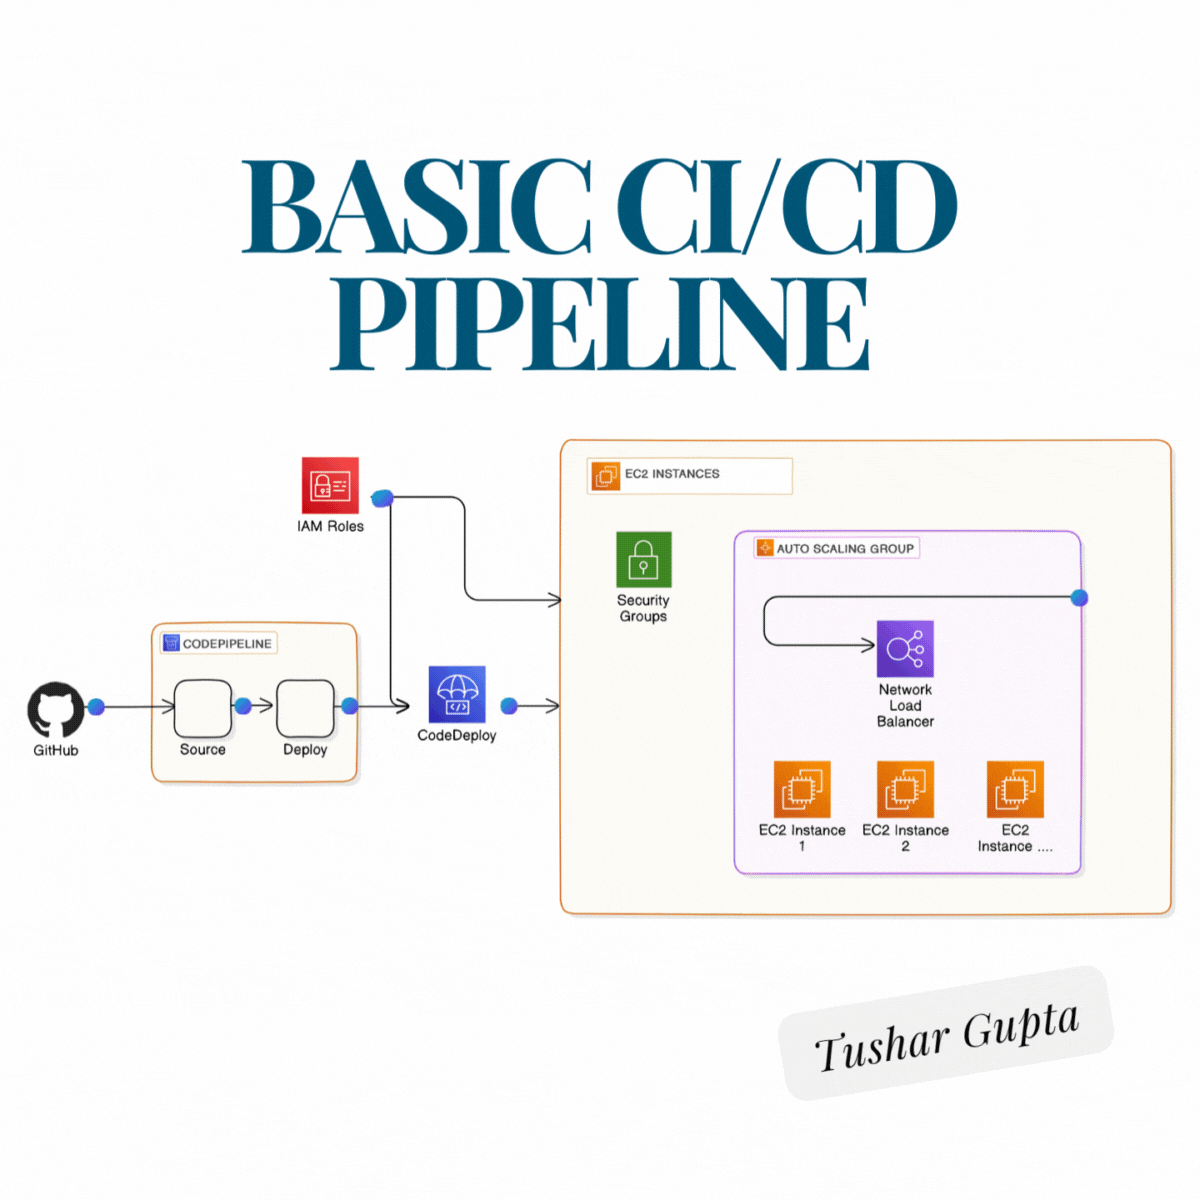 BASIC CI/CD
PIPELINE
IAM Roles
EC2 INSTANCES
Security
Groups
AUTO SCALING GROUP
Network
Load
Balancer
CODEPIPELINE
GitHub
Source
Deploy
CodeDeploy
EC2 Instance
1
EC2 Instance
2
EC2
Instance ....
Tushar Gupta